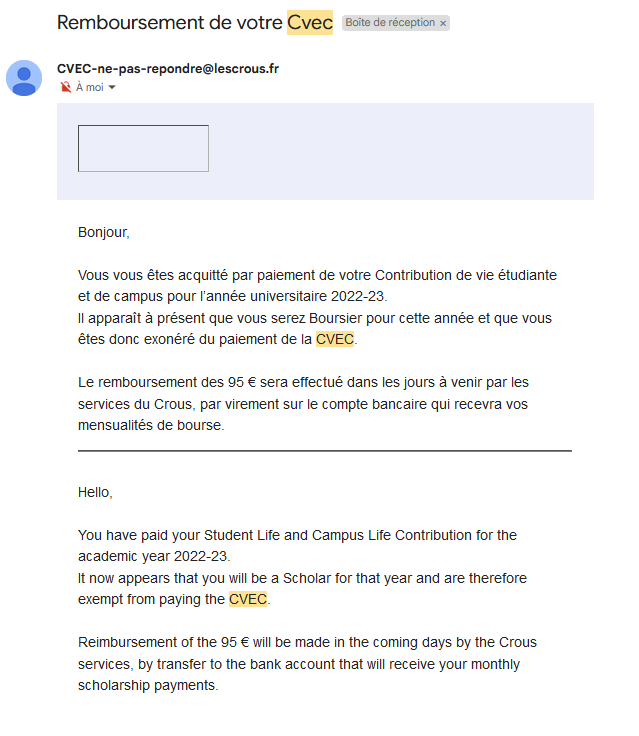 Remboursement de votre Cvec Boîte de réception ×
CVEC-ne-pas-repondre@lescrous.fr
À moi
Bonjour,
Vous vous êtes acquitté par paiement de votre Contribution de vie étudiante
et de campus pour l'année universitaire 2022-23.
Il apparaît à présent que vous serez Boursier pour cette année et que vous
êtes donc exonéré du paiement de la CVEC.
Le remboursement des 95 € sera effectué dans les jours à venir par les
services du Crous, par virement sur le compte bancaire qui recevra vos
mensualités de bourse.
Hello,
You have paid your Student Life and Campus Life Contribution for the
academic year 2022-23.
It now appears that you will be a Scholar for that year and are therefore
exempt from paying the CVEC.
Reimbursement of the 95 € will be made in the coming days by the Crous
services, by transfer to the bank account that will receive your monthly
scholarship payments.